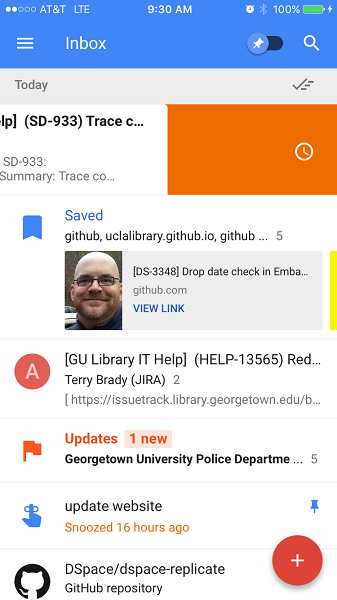 AT&T LTE 9:30 AM 100%
Inbox
Today
elp] (SD-933) Trace c...
SD-933:
Summary: Trace co...
Saved
github, uclalibrary.github.io, github ... 5
[DS-3348] Drop date check in Emba...
github.com
VIEW LINK
A
[GU Library IT Help] (HELP-13565) Red...
Terry Brady (JIRA) 2
[ https://issuetrack.library.georgetown.edu/b...
Updates 1 new
Georgetown University Police Departme ... 5
update website
Snoozed 16 hours ago
DSpace/dspace-replicate
GitHub repository